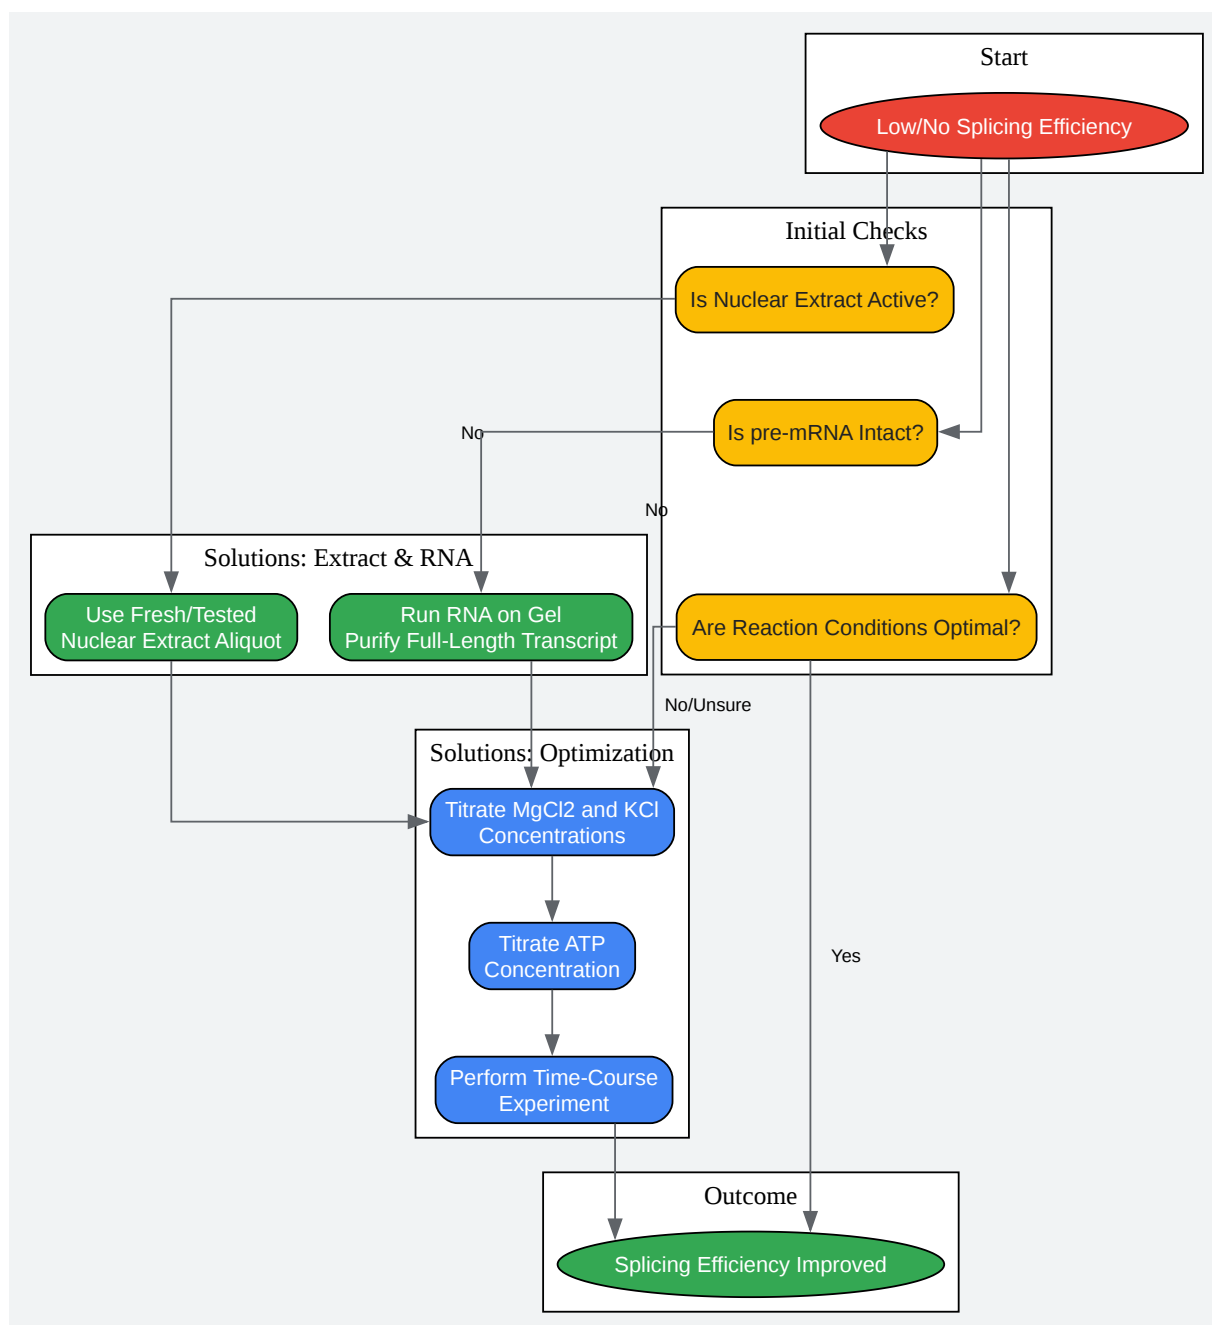 Start
Low/No Splicing Efficiency
Initial Checks
Is Nuclear Extract Active?
Is pre-mRNA Intact?
No
No
Solutions: Extract & RNA
Use Fresh/Tested
Nuclear Extract Aliquot
Run RNA on Gel
Purify Full-Length Transcript
Are Reaction Conditions Optimal?
No/Unsure
Solutions: Optimization
Titrate MgCl2 and KCl
Concentrations
Titrate ATP
Concentration
Yes
Perform Time-Course
Experiment
Outcome
Splicing Efficiency Improved